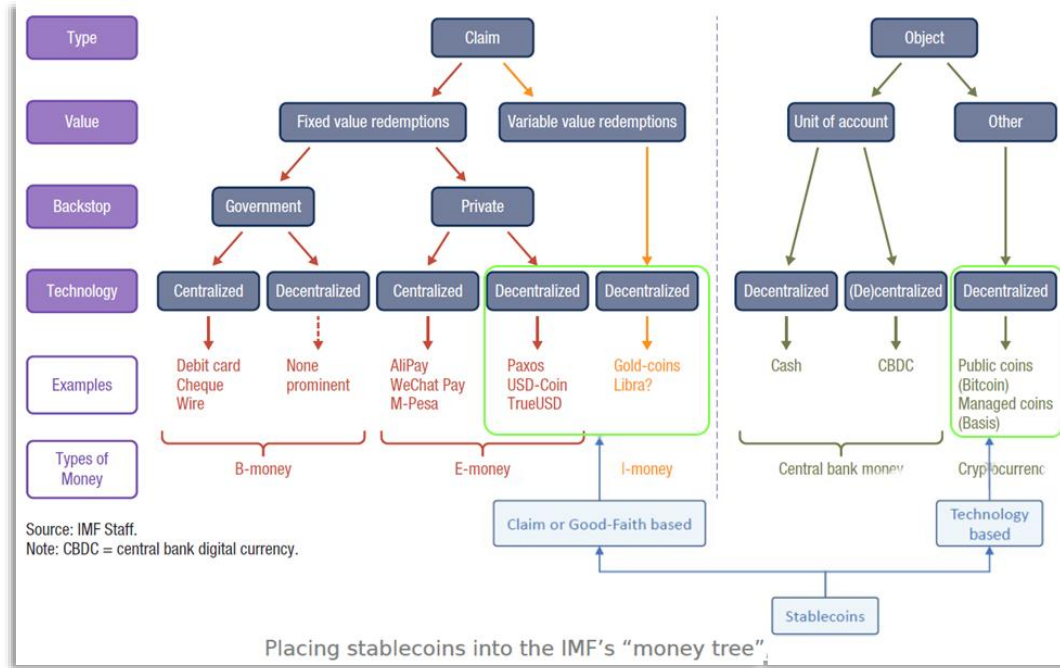 Type
Claim
Object
Value
Fixed value redemptions
Variable value redemptions
Unit of account
Other
Backstop
Government
Private
Technology
Centralized
Decentralized
Centralized
Decentralized
Decentralized
Decentralized
(De)centralized
Decentralized
Examples
Debit card
Cheque
Wire
None
prominent
AliPay
WeChat Pay
M-Pesa
Paxos
USD-Coin
TrueUSD
Gold-coins
Libra?
Cash
CBDC
Public coins
(Bitcoin)
Managed coins
(Basis)
Types of
Money
B-money
E-money
I-money
Central bank money
Cryptocurrenc
Source: IMF Staff.
Note: CBDC = central bank digital currency.
Claim or Good-Faith based
Technology
based
Stablecoins
Placing stablecoins into the IMF's “money tree”